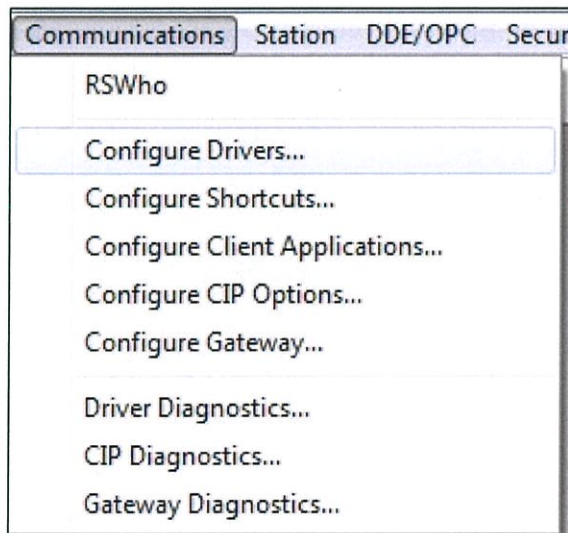 Communications Station DDE/OPC Secur
RSWho
Configure Drivers...
Configure Shortcuts...
Configure Client Applications...
Configure CIP Options...
Configure Gateway...
Driver Diagnostics...
CIP Diagnostics...
Gateway Diagnostics...